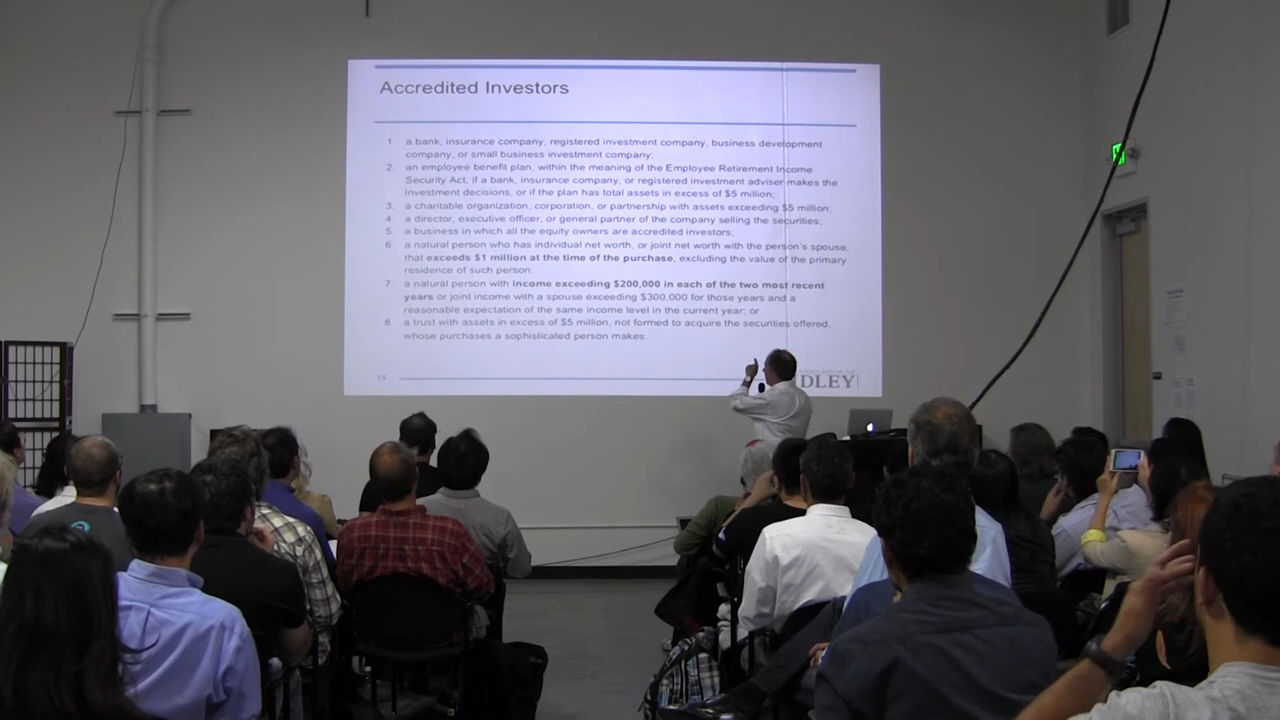 Accredited Investors
1. a bank, insurance company, registered investment company, business development
company, or small business investment company;
2. an employee benefit plan, within the meaning of the Employee Retirement Income
Security Act, if a bank, insurance company, or registered investment adviser makes the
investment decisions, or if the plan has total assets in excess of $5 million;
3. a charitable organization, corporation, or partnership with assets exceeding $5 million;
4. a director, executive officer, or general partner of the company selling the securities;
5. a business in which all the equity owners are accredited investors;
6. a natural person who has individual net worth, or joint net worth with the person's spouse,
that exceeds $1 million at the time of the purchase, excluding the value of the primary
residence of such person;
7. a natural person with income exceeding $200,000 in each of the two most recent
years or joint income with a spouse exceeding $300,000 for those years and a
reasonable expectation of the same income level in the current year; or
8. a trust with assets in excess of $5 million, not formed to acquire the securities offered,
whose purchases a sophisticated person makes.
DLEY